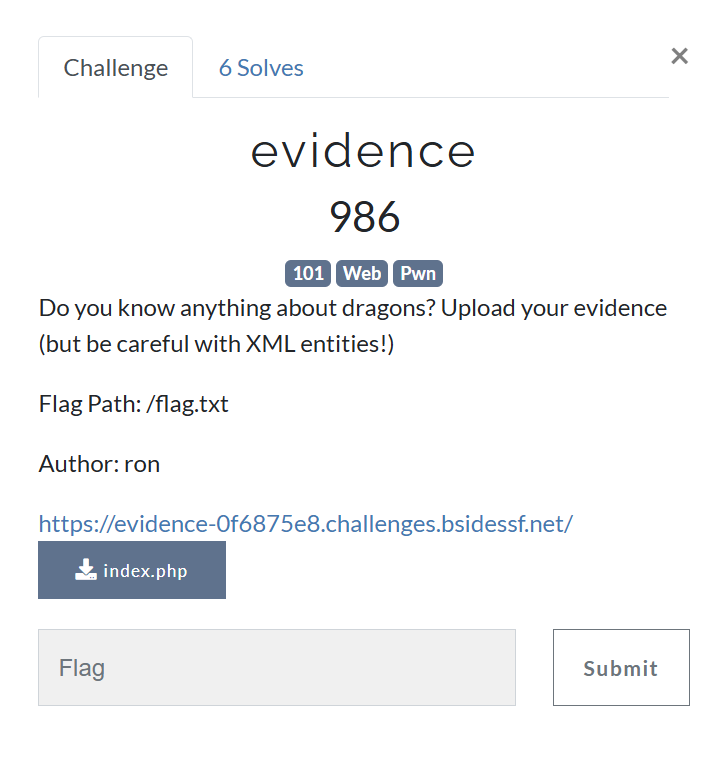 Challenge
6 Solves
×
evidence
986
101 Web Pwn
Do you know anything about dragons? Upload your evidence
(but be careful with XML entities!)
Flag Path: /flag.txt
Author: ron
https://evidence-0f6875e8.challenges.bsidessf.net/
index.php
Flag
Submit